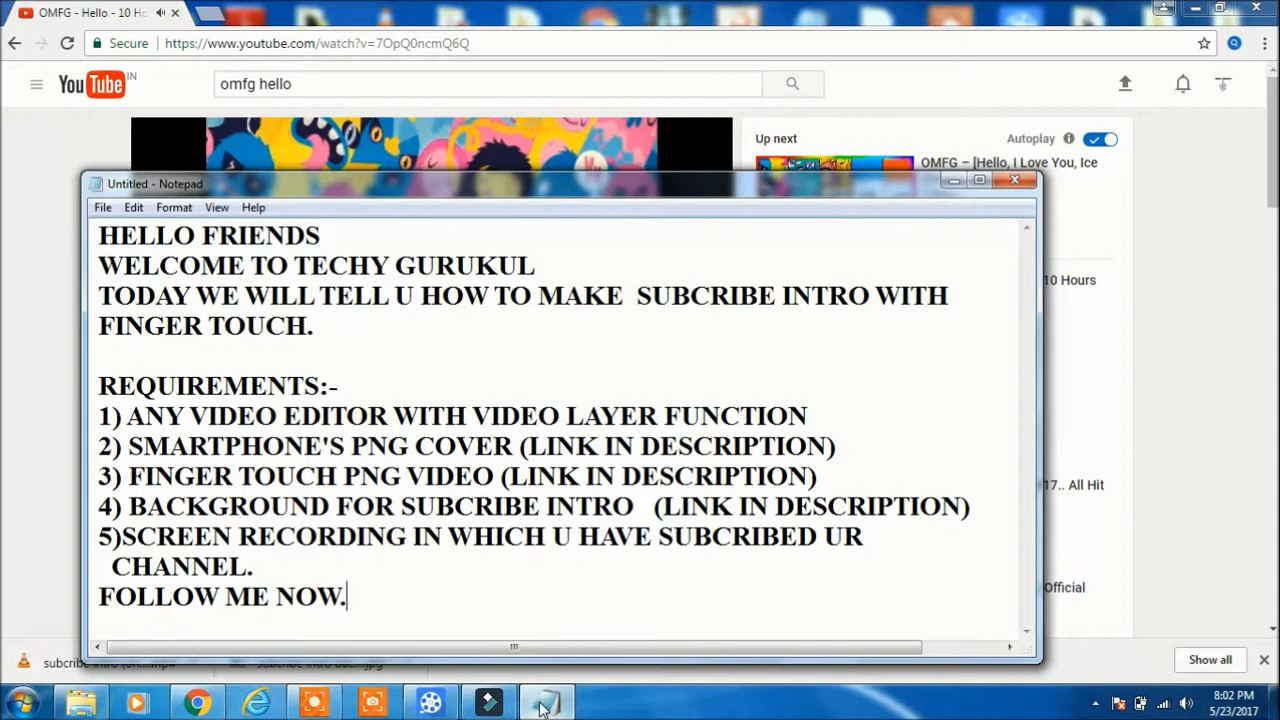 OMFG - Hello - 10 H
Secure
https://www.youtube.com/watch?v=7OpQ0ncmQ6Q
YouTube IN
omfg hello
Up next
Autoplay
OMFG – [Hello, I Love You, Ice
Untitled - Notepad
File Edit Format View Help
HELLO FRIENDS
WELCOME TO TECHY GURUKUL
TODAY WE WILL TELL U HOW TO MAKE SUBCRIBE INTRO WITH
FINGER TOUCH.
REQUIREMENTS:-
1) ANY VIDEO EDITOR WITH VIDEO LAYER FUNCTION
2) SMARTPHONE'S PNG COVER (LINK IN DESCRIPTION)
3) FINGER TOUCH PNG VIDEO (LINK IN DESCRIPTION)
4) BACKGROUND FOR SUBCRIBE INTRO (LINK IN DESCRIPTION)
5)SCREEN RECORDING IN WHICH U HAVE SUBCRIBED UR
CHANNEL.
FOLLOW ME NOW.
10 Hours
17.. All Hit
Official
subcribe intro
Show all
8:02 PM
5/23/2017